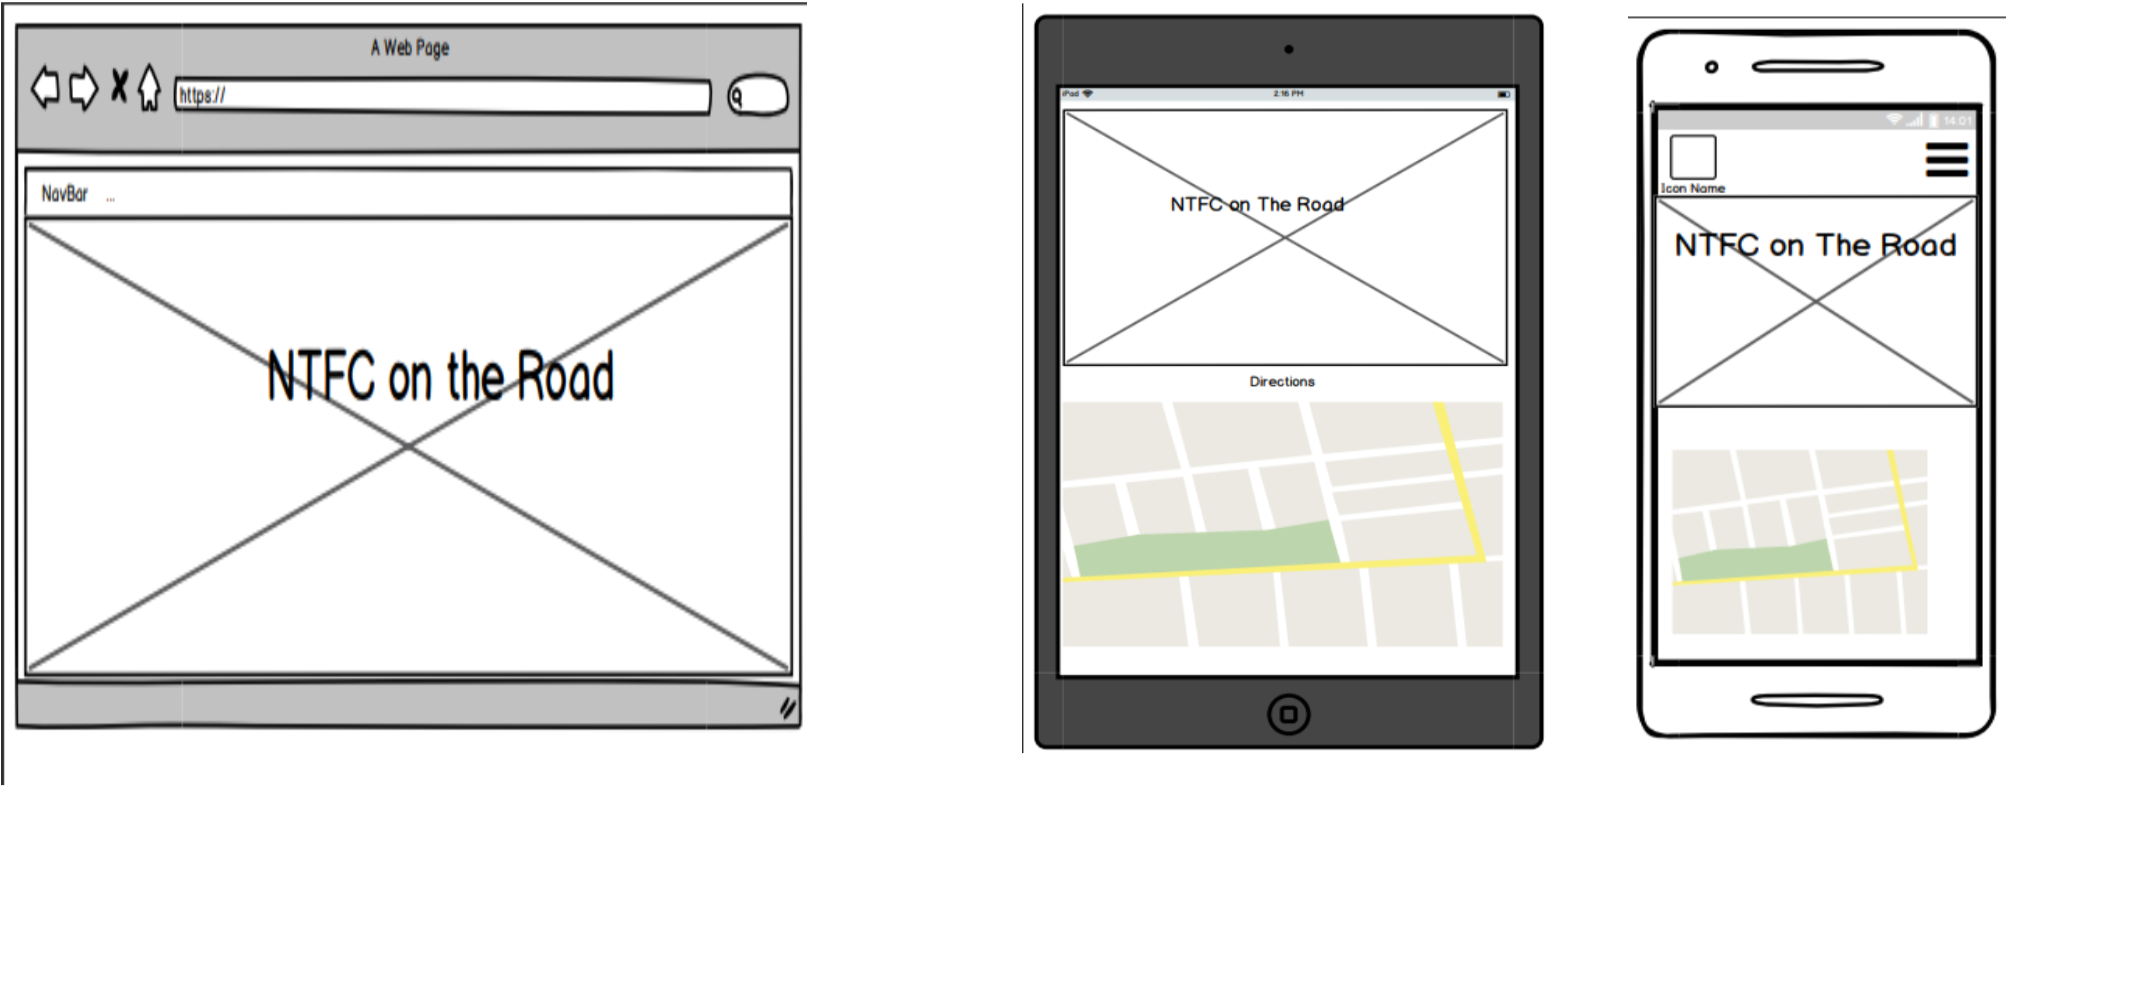 A Web Page
https://
NavBar ...
NTFC on the Road
iPad 2:16 PM
NTFC on The Road
Directions
14:01
Icon Name
NTFC on The Road